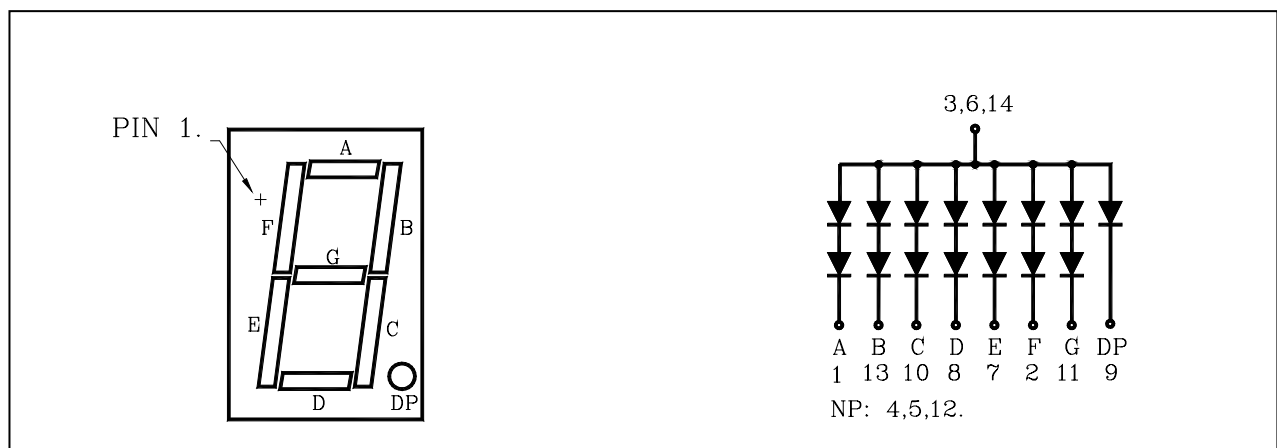 PIN 1.
+
A
F
B
G
E
C
D
DP
3,6,14
A B C D E F G DP
1 13 10 8 7 2 11 9
NP: 4,5,12.